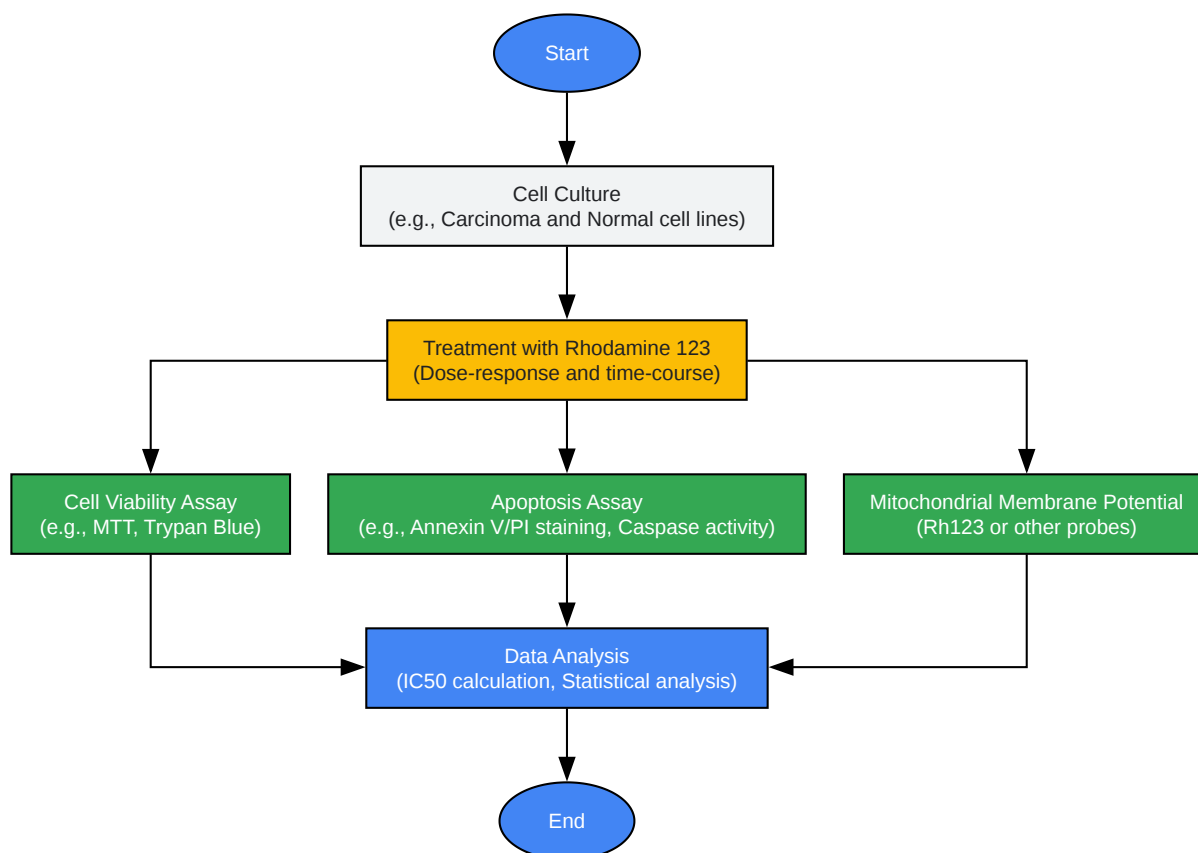 Start
Cell Culture
(e.g., Carcinoma and Normal cell lines)
Treatment with Rhodamine 123
(Dose-response and time-course)
Cell Viability Assay
(e.g., MTT, Trypan Blue)
Apoptosis Assay
(e.g., Annexin V/PI staining, Caspase activity)
Mitochondrial Membrane Potential
(Rh123 or other probes)
Data Analysis
(IC50 calculation, Statistical analysis)
End